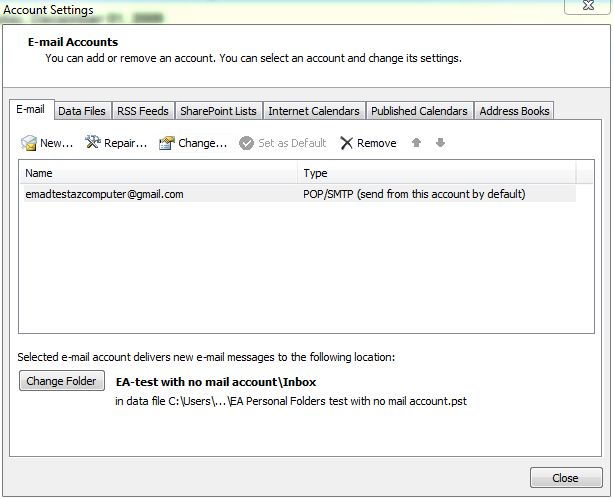 Account Settings
E-mail Accounts
You can add or remove an account. You can select an account and change its settings.
E-mail Data Files RSS Feeds SharePoint Lists Internet Calendars Published Calendars Address Books
New... Repair... Change... Set as Default Remove
Name Type
emadtestazcomputer@gmail.com POP/SMTP (send from this account by default)
Selected e-mail account delivers new e-mail messages to the following location:
Change Folder EA-test with no mail account\Inbox
in data file C:\Users\...\EA Personal Folders test with no mail account.pst
Close